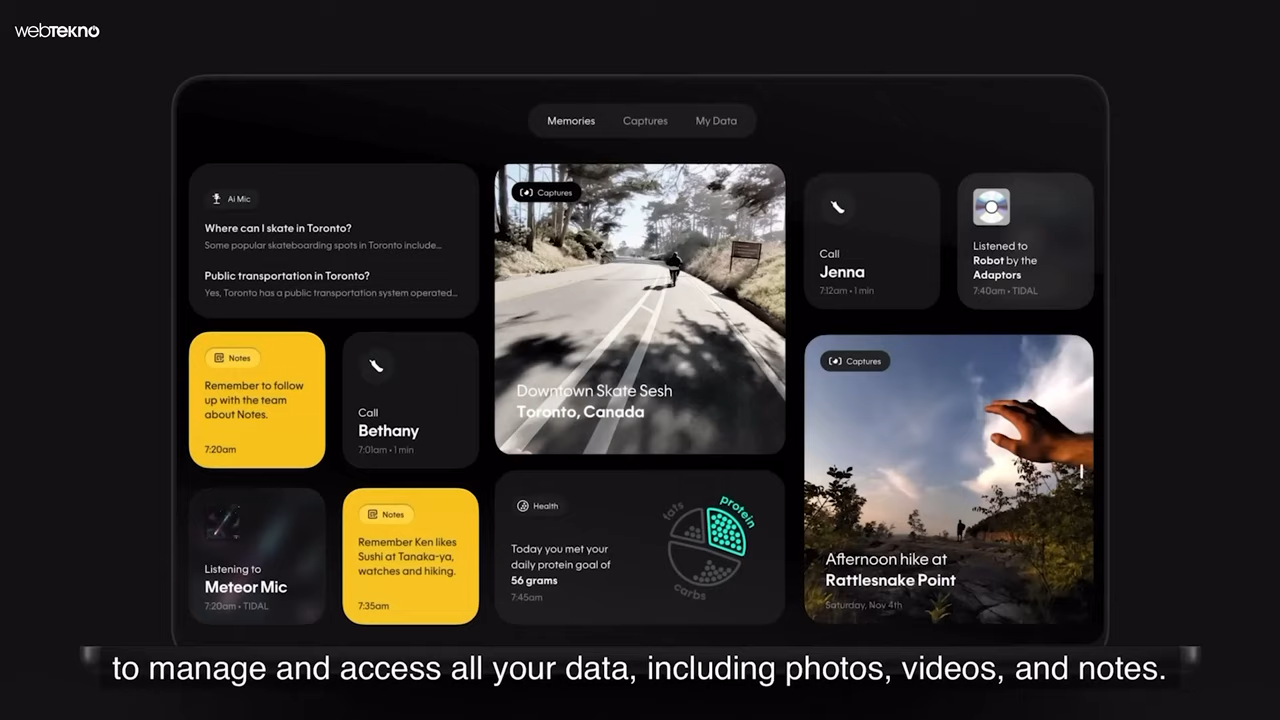 webTEKNO
Memories
Captures
My Data
Ai Mic
Where can I skate in Toronto?
Some popular skateboarding spots in Toronto include...
Public transportation in Toronto?
Yes, Toronto has a public transportation system operated...
Notes
Remember to follow
up with the team
about Notes.
7:20am
Call
Bethany
7:01am • 1 min
Listening to
Meteor Mic
7:20am • TIDAL
Notes
Remember Ken likes
Sushi at Tanaka-ya,
watches and hiking.
7:35am
Captures
Downtown Skate Sesh
Toronto, Canada
Health
Today you met your
daily protein goal of
56 grams
7:45am
fats
protein
carbs
Call
Jenna
7:12am • 1 min
Listened to
Robot by the
Adaptors
7:40am • TIDAL
Captures
Afternoon hike at
Rattlesnake Point
Saturday, Nov 4th
to manage and access all your data, including photos, videos, and notes.